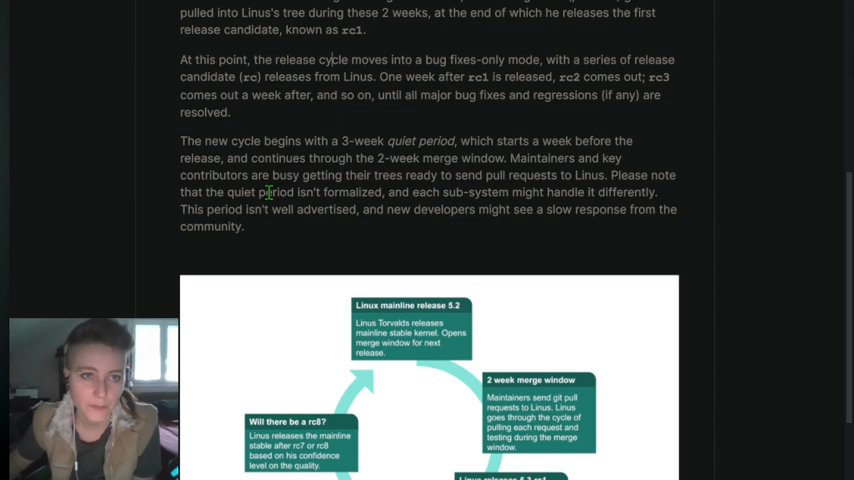 pulled into Linus's tree during these 2 weeks, at the end of which he releases the first
release candidate, known as rc1.
At this point, the release cycle moves into a bug fixes-only mode, with a series of release
candidate (rc) releases from Linus. One week after rc1 is released, rc2 comes out; rc3
comes out a week after, and so on, until all major bug fixes and regressions (if any) are
resolved.
The new cycle begins with a 3-week quiet period, which starts a week before the
release, and continues through the 2-week merge window. Maintainers and key
contributors are busy getting their trees ready to send pull requests to Linus. Please note
that the quiet period isn't formalized, and each sub-system might handle it differently.
This period isn't well advertised, and new developers might see a slow response from the
community.
Linux mainline release 5.2
Linus Torvalds releases
mainline stable kernel. Opens
merge window for next
release.
2 week merge window
Maintainers send git pull
requests to Linus. Linus
goes through the cycle of
pulling each request and
testing during the merge
window.
Will there be a rc8?
Linus releases the mainline
stable after rc7 or rc8
based on his confidence
level on the quality.
Linus releases 5.3 rc1